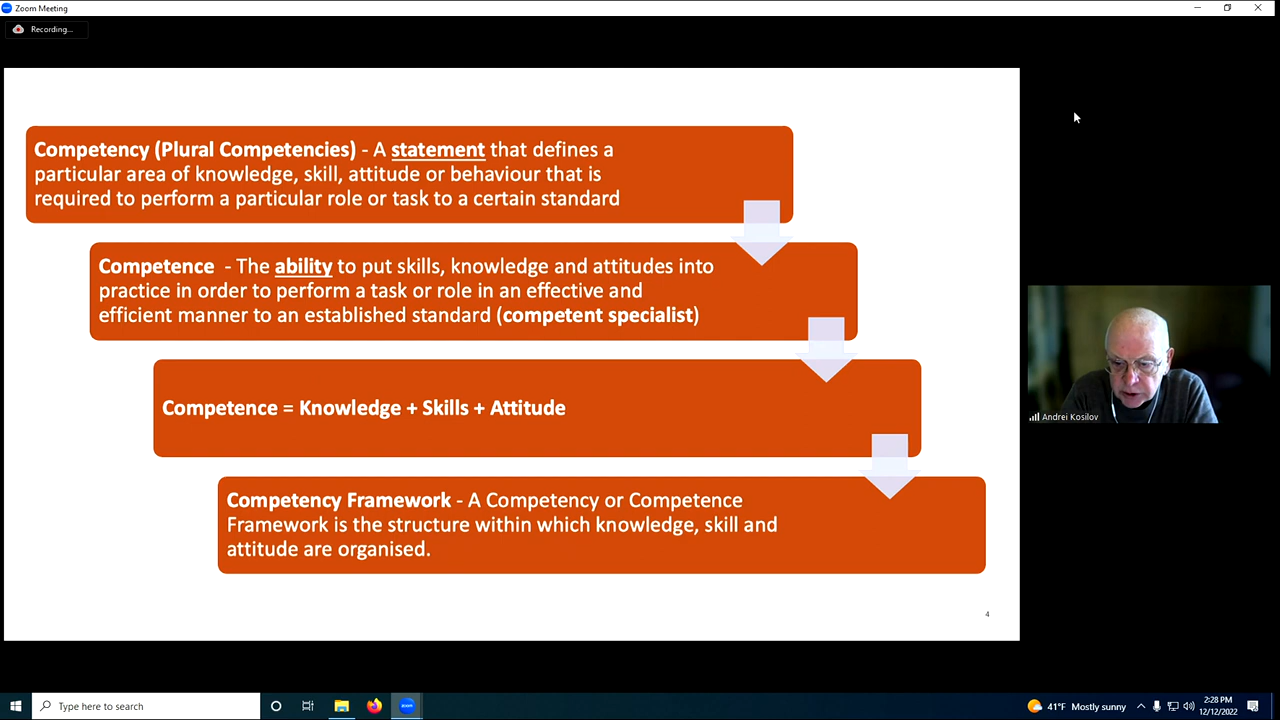 Zoom Meeting
Recording...
Competency (Plural Competencies) - A statement that defines a
particular area of knowledge, skill, attitude or behaviour that is
required to perform a particular role or task to a certain standard
Competence - The ability to put skills, knowledge and attitudes into
practice in order to perform a task or role in an effective and
efficient manner to an established standard (competent specialist)
Competence = Knowledge + Skills + Attitude
Competency Framework - A Competency or Competence
Framework is the structure within which knowledge, skill and
attitude are organised.
4
Andrei Kosilov
Type here to search
41°F Mostly sunny
2:28 PM
12/12/2022